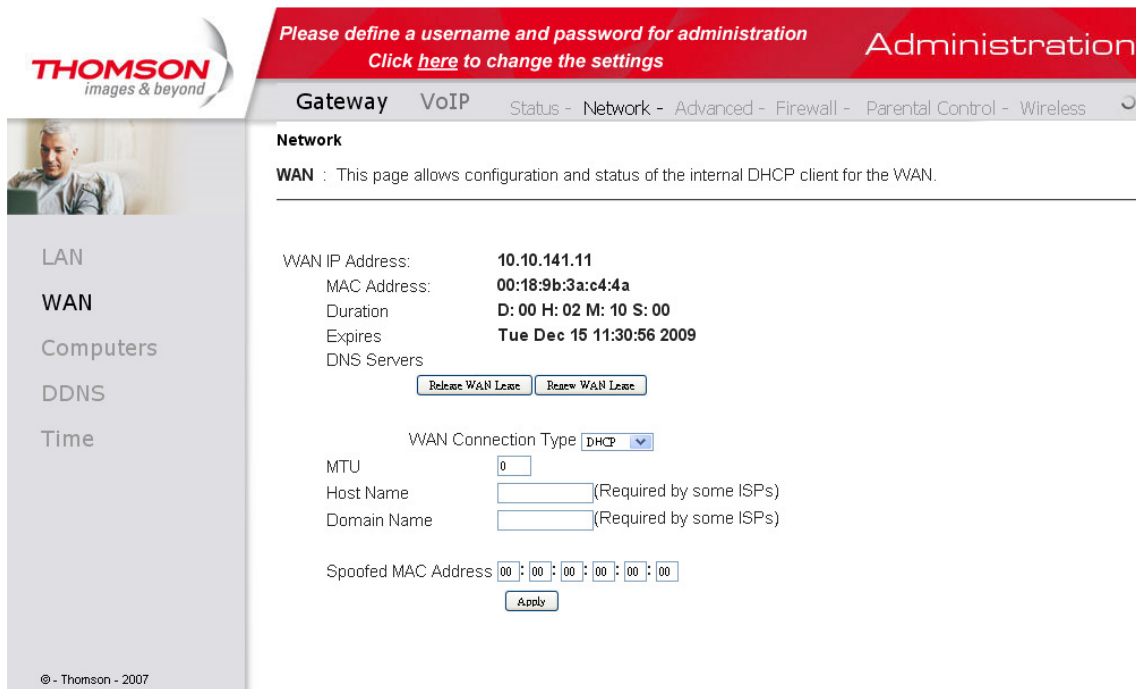 THOMSON
images & beyond
Please define a username and password for administration
Click here to change the settings
Administration
Gateway VoIP Status - Network - Advanced - Firewall - Parental Control - Wireless
Network
WAN : This page allows configuration and status of the internal DHCP client for the WAN.
LAN
WAN
Computers
DDNS
Time
WAN IP Address: 10.10.141.11
MAC Address: 00:18:9b:3a:c4:4a
Duration D: 00 H: 02 M: 10 S: 00
Expires Tue Dec 15 11:30:56 2009
DNS Servers
Release WAN Lease Renew WAN Lease
WAN Connection Type DHCP
MTU 0
Host Name (Required by some ISPs)
Domain Name (Required by some ISPs)
Spoofed MAC Address 00 : 00 : 00 : 00 : 00 : 00
Apply
© - Thomson - 2007